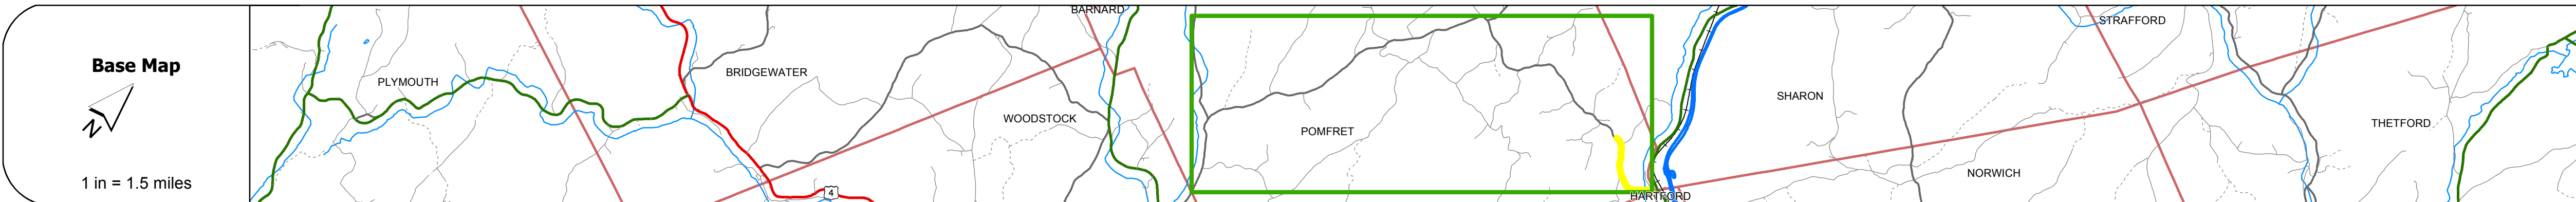 Base Map
N
1 in = 1.5 miles
PLYMOUTH
BRIDGEWATER
4
WOODSTOCK
BARNARD
POMFRET
HARTFORD
SHARON
NORWICH
STRAFFORD
THETFORD